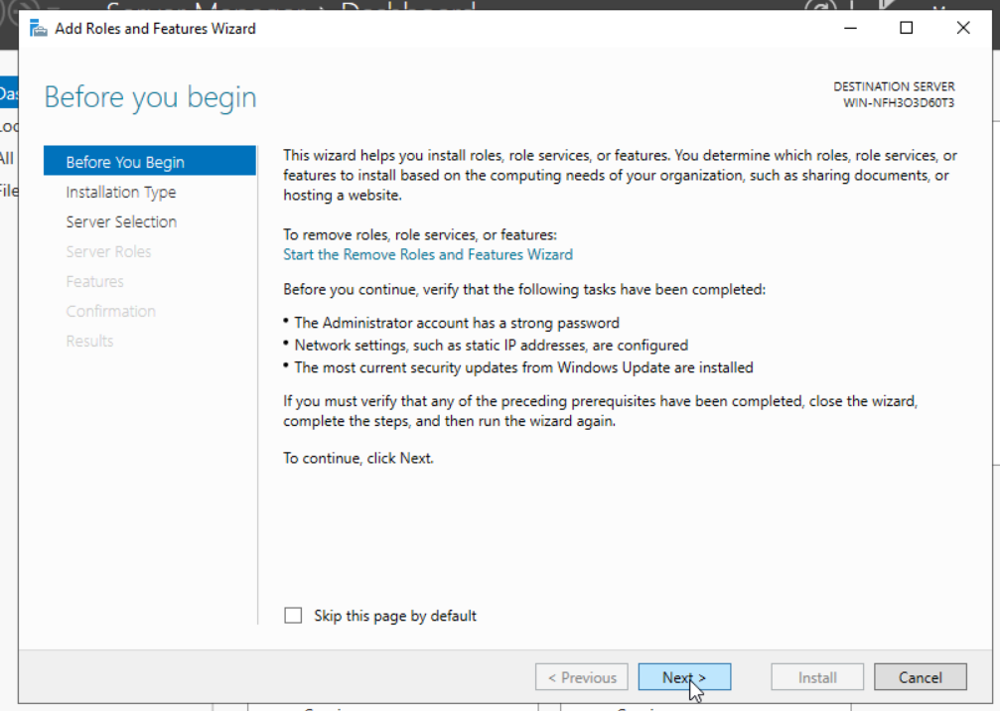 Server Manager › Dashboard
Add Roles and Features Wizard
Before you begin
DESTINATION SERVER
WIN-NFH3O3D60T3
Before You Begin
Installation Type
Server Selection
Server Roles
Features
Confirmation
Results
This wizard helps you install roles, role services, or features. You determine which roles, role services, or
features to install based on the computing needs of your organization, such as sharing documents, or
hosting a website.
To remove roles, role services, or features:
Start the Remove Roles and Features Wizard
Before you continue, verify that the following tasks have been completed:
• The Administrator account has a strong password
• Network settings, such as static IP addresses, are configured
• The most current security updates from Windows Update are installed
If you must verify that any of the preceding prerequisites have been completed, close the wizard,
complete the steps, and then run the wizard again.
To continue, click Next.
Skip this page by default
< Previous
Next >
Install
Cancel